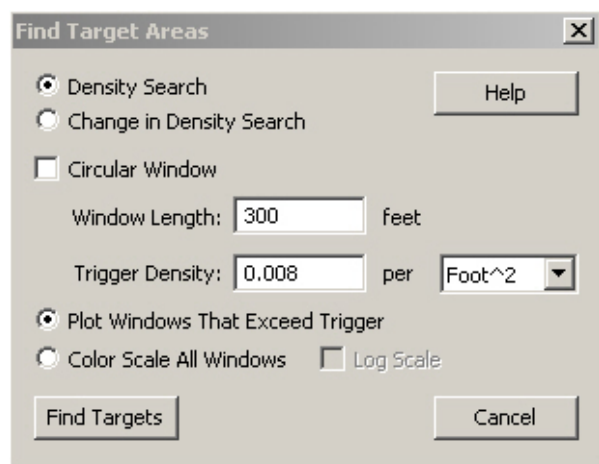 Find Target Areas
Density Search
Help
Change in Density Search
Circular Window
Window Length: 300 feet
Trigger Density: 0.008 per Foot^2
Plot Windows That Exceed Trigger
Color Scale All Windows Log Scale
Find Targets Cancel